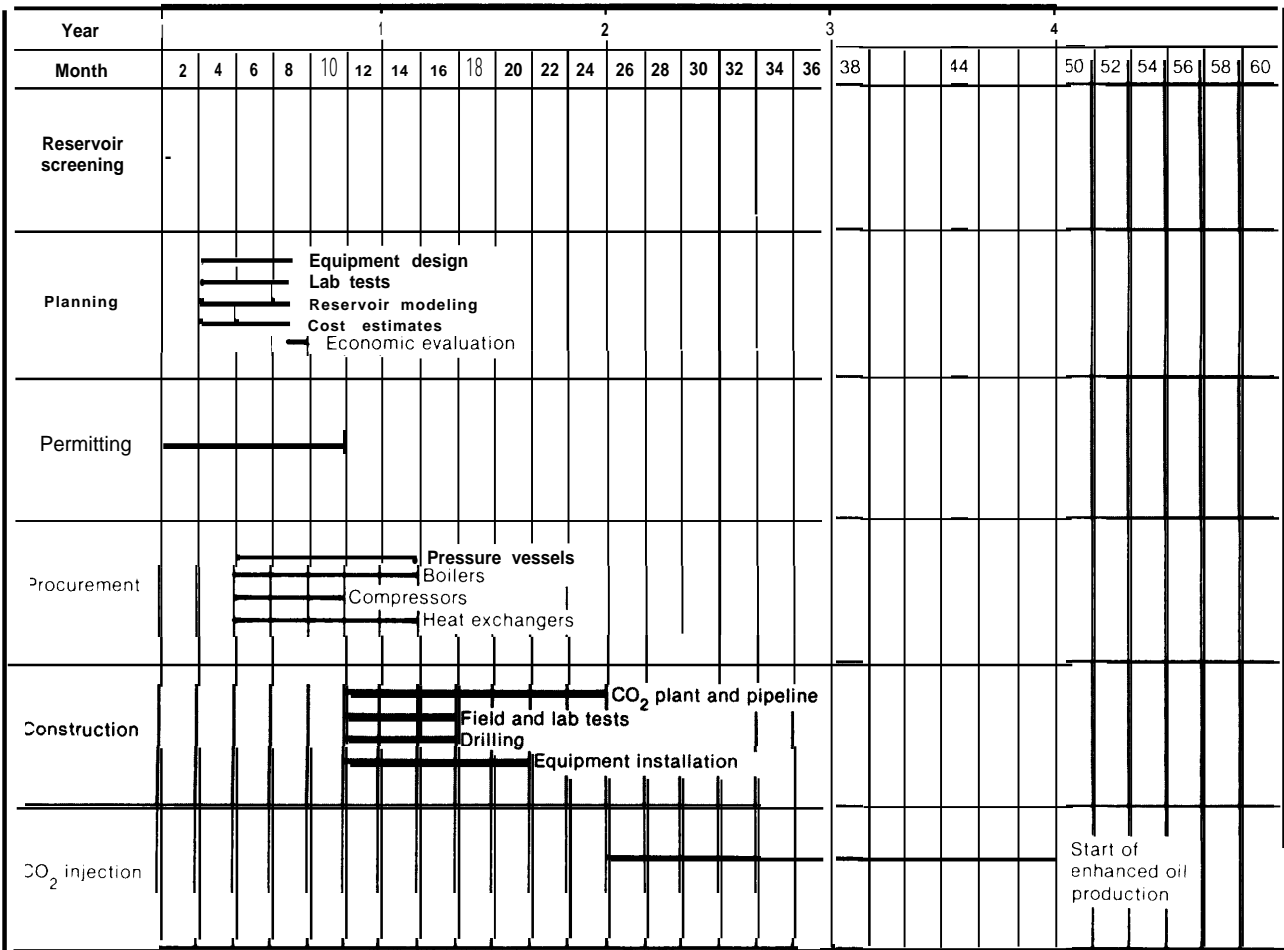 Year 1 2 3 4
Month 2 4 6 8 10 12 14 16 18 20 22 24 26 28 30 32 34 36 38 44 50 52 54 56 58 60
Reservoir
screening
Planning
Equipment design
Lab tests
Reservoir modeling
Cost estimates
Economic evaluation
Permitting
Procurement
Pressure vessels
Boilers
Compressors
Heat exchangers
Construction
CO₂ plant and pipeline
Field and lab tests
Drilling
Equipment installation
CO₂ injection
Start of
enhanced oil
production